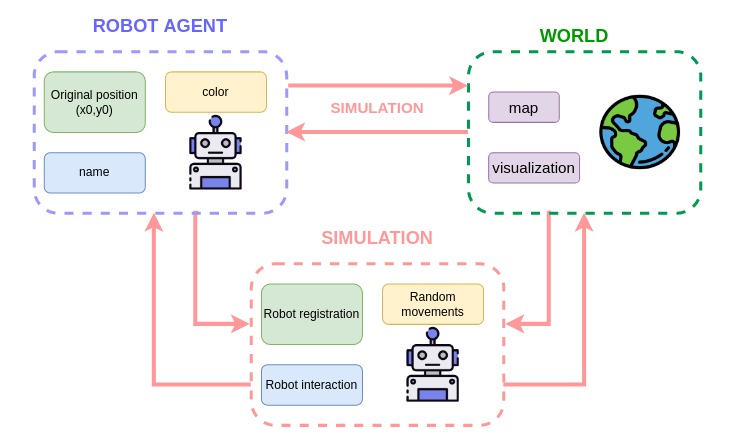 ROBOT AGENT
WORLD
Original position
(x0,y0)
color
name
SIMULATION
map
visualization
SIMULATION
Robot registration
Random
movements
Robot interaction